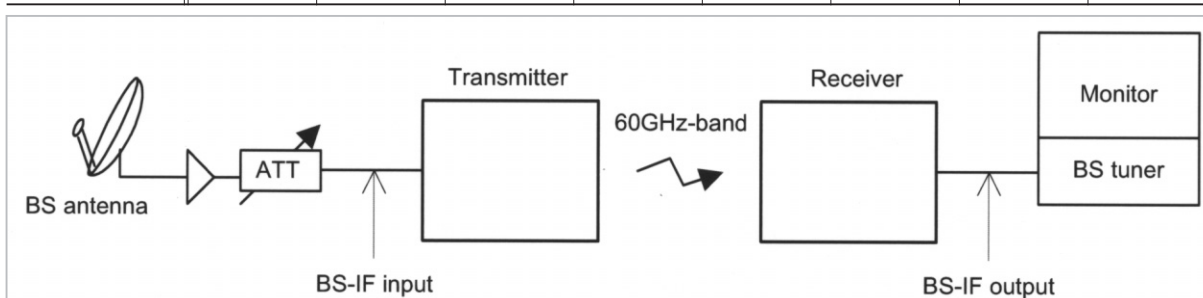 Transmitter
Receiver
Monitor
60GHz-band
ATT
BS tuner
BS antenna
BS-IF input
BS-IF output